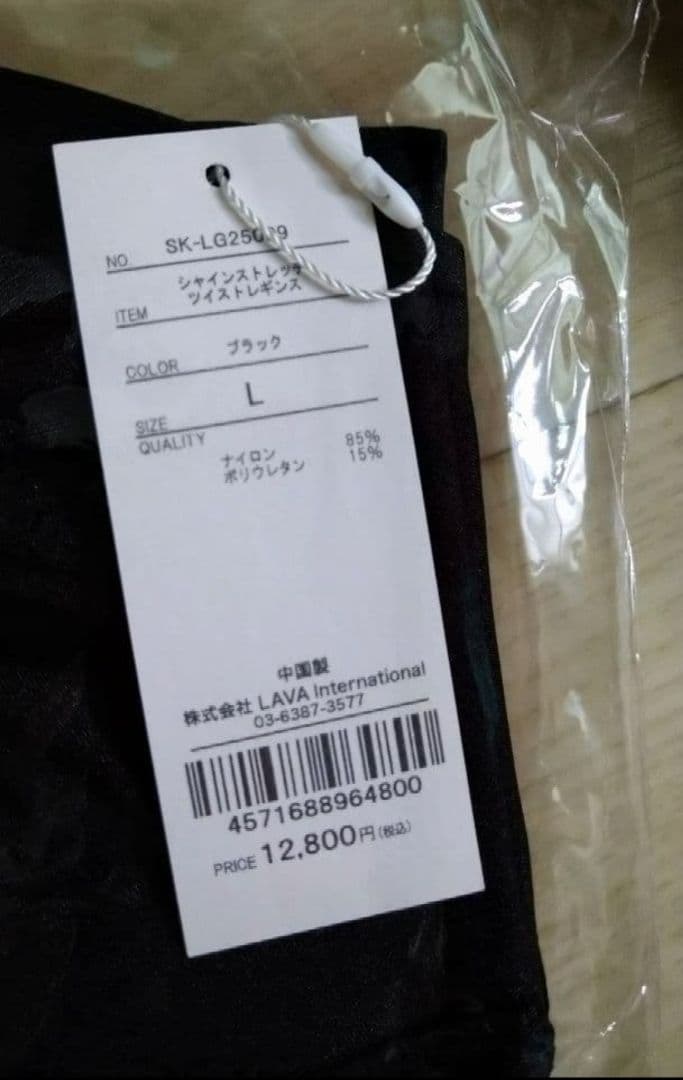 NO. SK-LG25
シャインストレッチ
ITEM ツイストレギンス
COLOR ブラック
SIZE L
QUALITY
ナイロン 85%
ポリウレタン 15%
中国製
株式会社 LAVA International
03-6387-3577
4571688964800
PRICE 12,800円(税込)